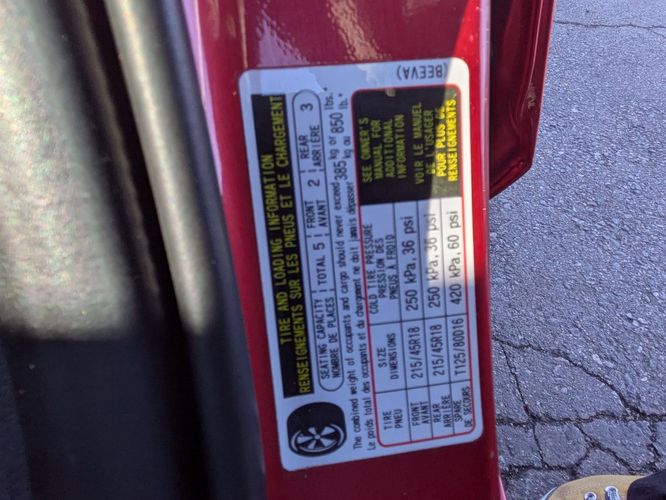 TIRE AND LOADING INFORMATION
RENSEIGNEMENTS SUR LES PNEUS ET LE CHARGEMENT
SEATING CAPACITY TOTAL 5 FRONT 2 REAR 3
NOMBRE DE PLACES AVANT ARRIÈRE
The combined weight of occupants and cargo should never exceed 385 kg or 850 lbs.
Le poids total des occupants et du chargement ne doit jamais dépasser kg ou lb.
TIRE SIZE COLD TIRE PRESSURE
PNEU DIMENSIONS PRESSION DES PNEUS À FROID
FRONT
AVANT 215/45R18 250 kPa, 36 psi
REAR
ARRIÈRE 215/45R18 250 kPa, 36 psi
SPARE
DE SECOURS T125/80D16 420 kPa, 60 psi
SEE OWNER'S
MANUAL FOR
ADDITIONAL
INFORMATION
VOIR LE MANUEL
DE L'USAGER
POUR PLUS DE
RENSEIGNEMENTS.
(BEEVA)